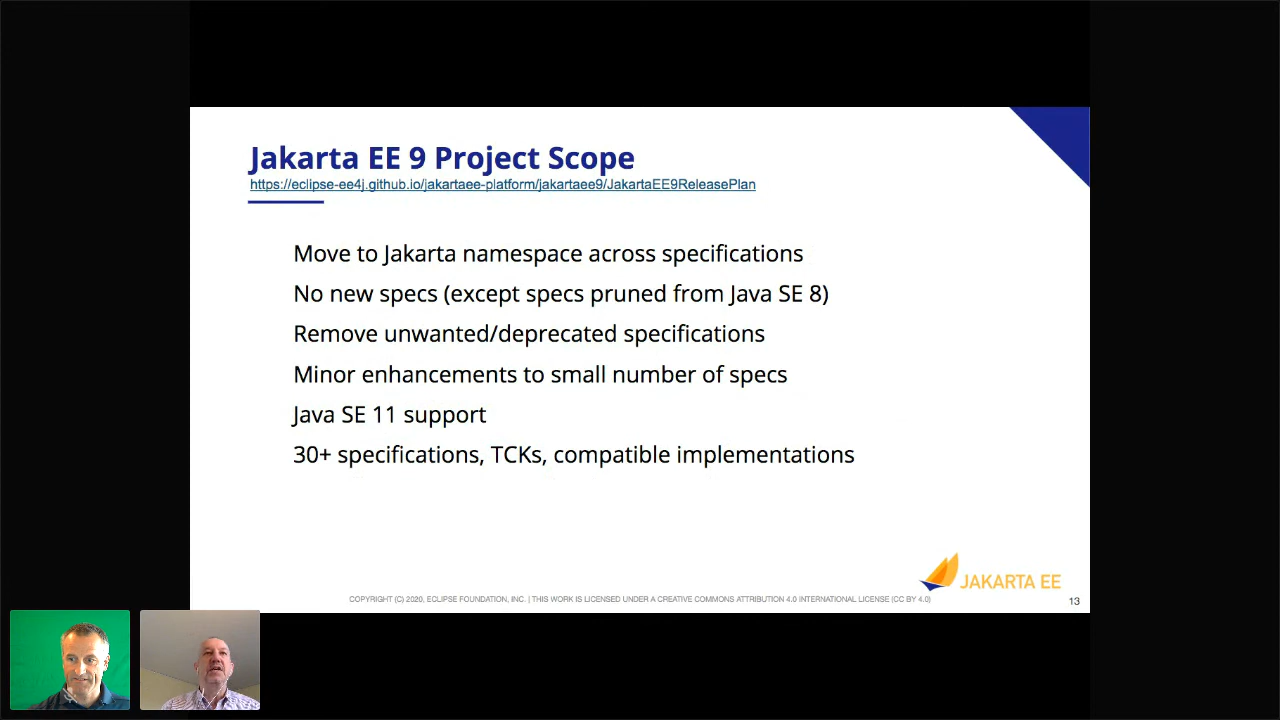 Jakarta EE 9 Project Scope
https://eclipse-ee4j.github.io/jakartaee-platform/jakartaee9/JakartaEE9ReleasePlan
Move to Jakarta namespace across specifications
No new specs (except specs pruned from Java SE 8)
Remove unwanted/deprecated specifications
Minor enhancements to small number of specs
Java SE 11 support
30+ specifications, TCKs, compatible implementations
JAKARTA EE
COPYRIGHT (C) 2020, ECLIPSE FOUNDATION, INC. | THIS WORK IS LICENSED UNDER A CREATIVE COMMONS ATTRIBUTION 4.0 INTERNATIONAL LICENSE (CC BY 4.0)
13